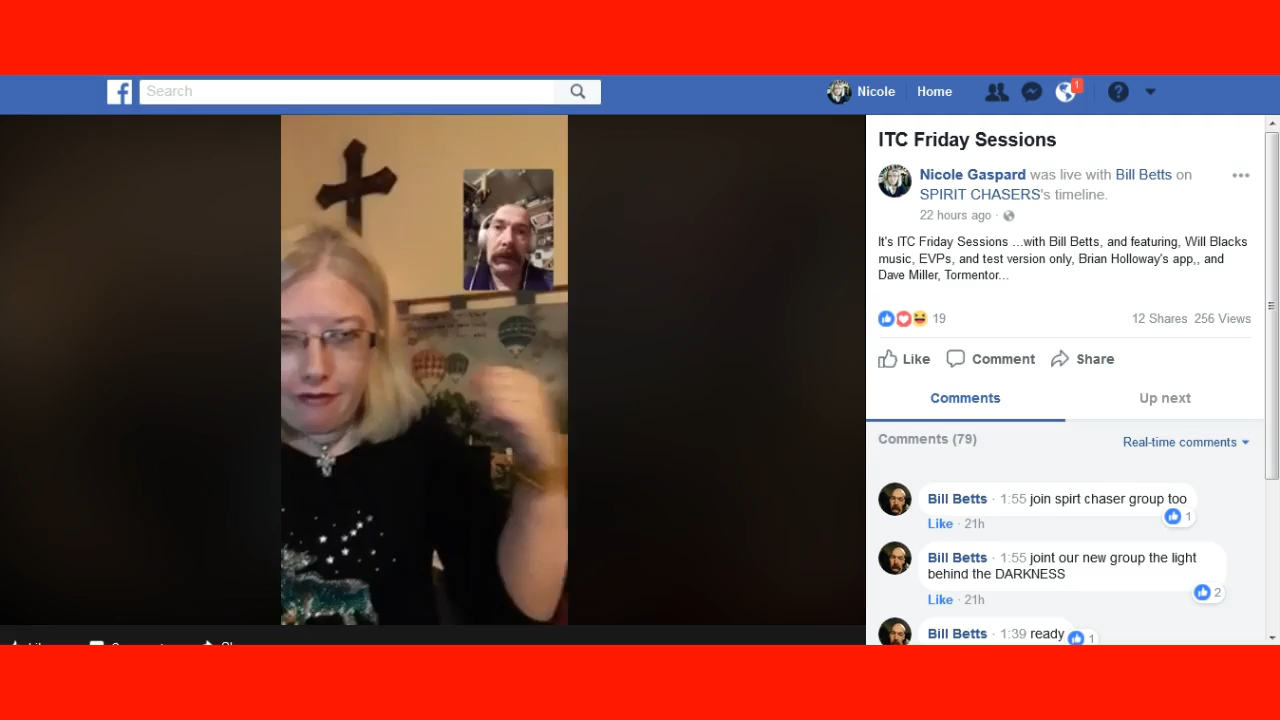 Search
Nicole
Home
1
ITC Friday Sessions
Nicole Gaspard was live with Bill Betts on
SPIRIT CHASERS's timeline.
22 hours ago ·
It's ITC Friday Sessions ...with Bill Betts, and featuring, Will Blacks
music, EVPs, and test version only, Brian Holloway's app,, and
Dave Miller, Tormentor...
19
12 Shares 256 Views
Like
Comment
Share
Comments
Up next
Comments (79)
Real-time comments
Bill Betts · 1:55 join spirt chaser group too
1
Like · 21h
Bill Betts · 1:55 joint our new group the light
behind the DARKNESS
2
Like · 21h
Bill Betts · 1:39 ready
1